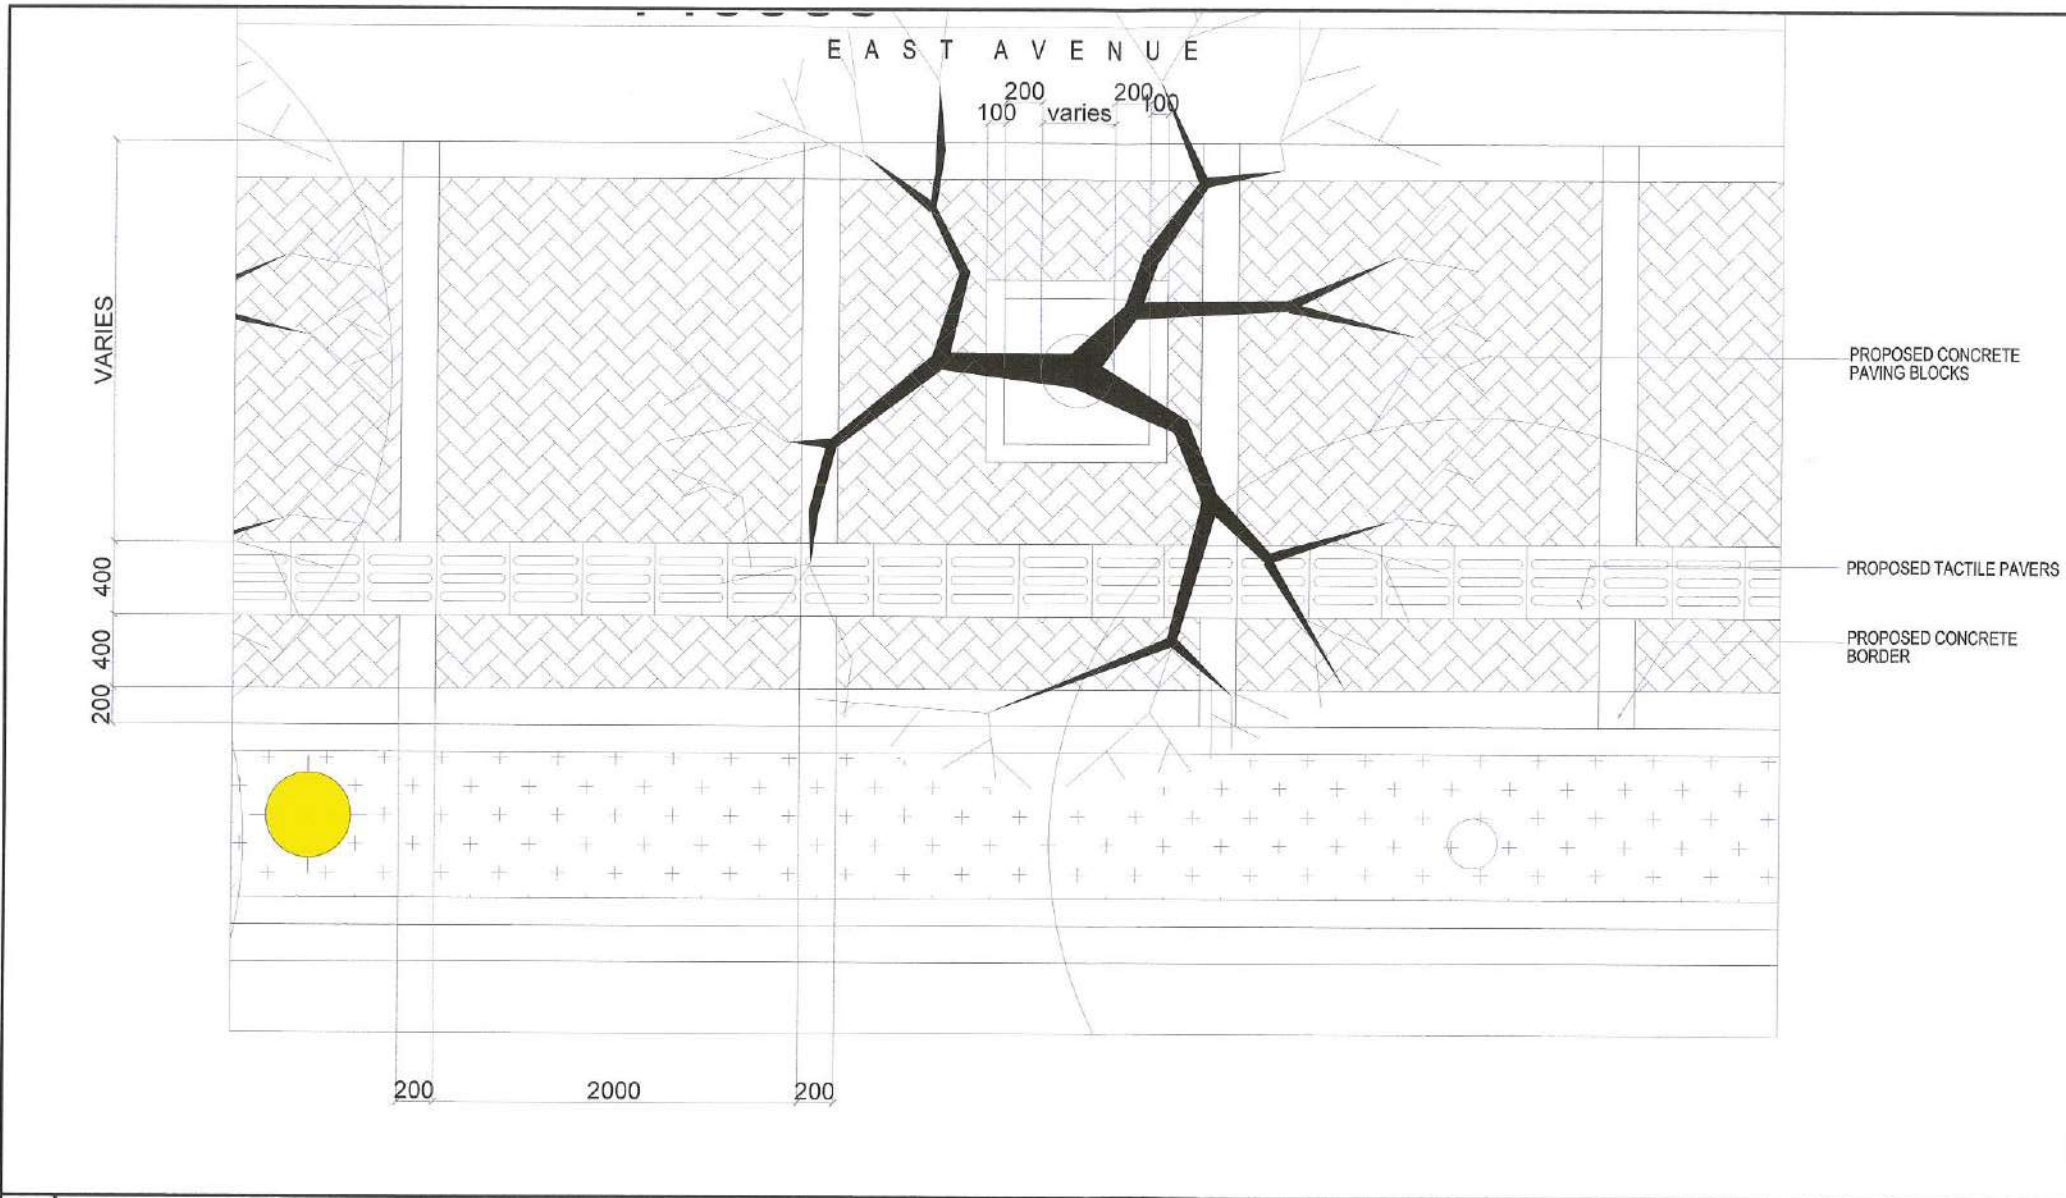 EAST AVENUE
200 200
100 varies 100
VARIES
PROPOSED CONCRETE
PAVING BLOCKS
400
PROPOSED TACTILE PAVERS
400
PROPOSED CONCRETE
BORDER
200
200 2000 200